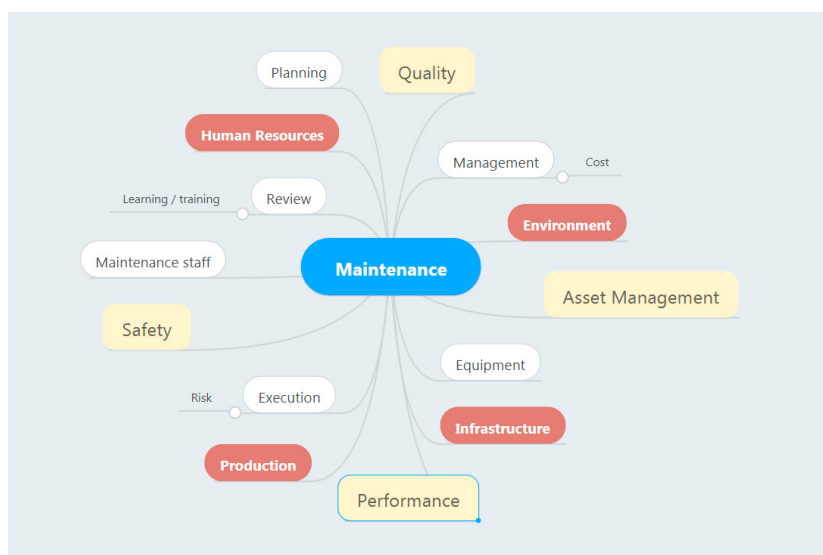 Planning
Quality
Human Resources
Management
Cost
Learning / training
Review
Environment
Maintenance staff
Maintenance
Asset Management
Safety
Equipment
Risk
Execution
Infrastructure
Production
Performance